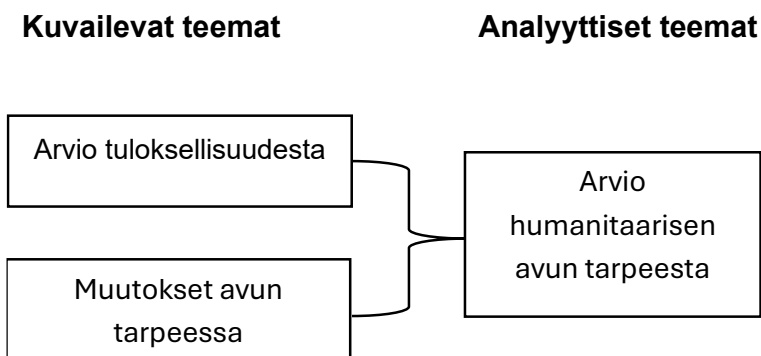 Kuvailevat teemat
Analyyttiset teemat
Arvio tuloksellisuudesta
Muutokset avun
tarpeessa
Arvio
humanitaarisen
avun tarpeesta